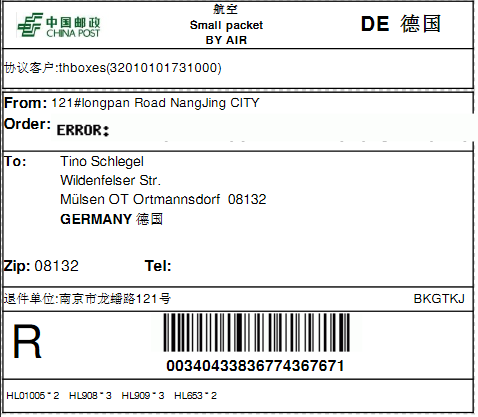 中国邮政
CHINA POST
航空
Small packet
BY AIR
DE 德国
协议客户:thboxes(32010101731000)
From: 121#longpan Road NangJing CITY
Order: ERROR:
To: Tino Schlegel
Wildenfelser Str.
Mülsen OT Ortmannsdorf 08132
GERMANY 德国
Zip: 08132 Tel:
退件单位:南京市龙蟠路121号 BKGTKJ
R
00340433836774367671
HL01005*2 HL908*3 HL909*3 HL653*2